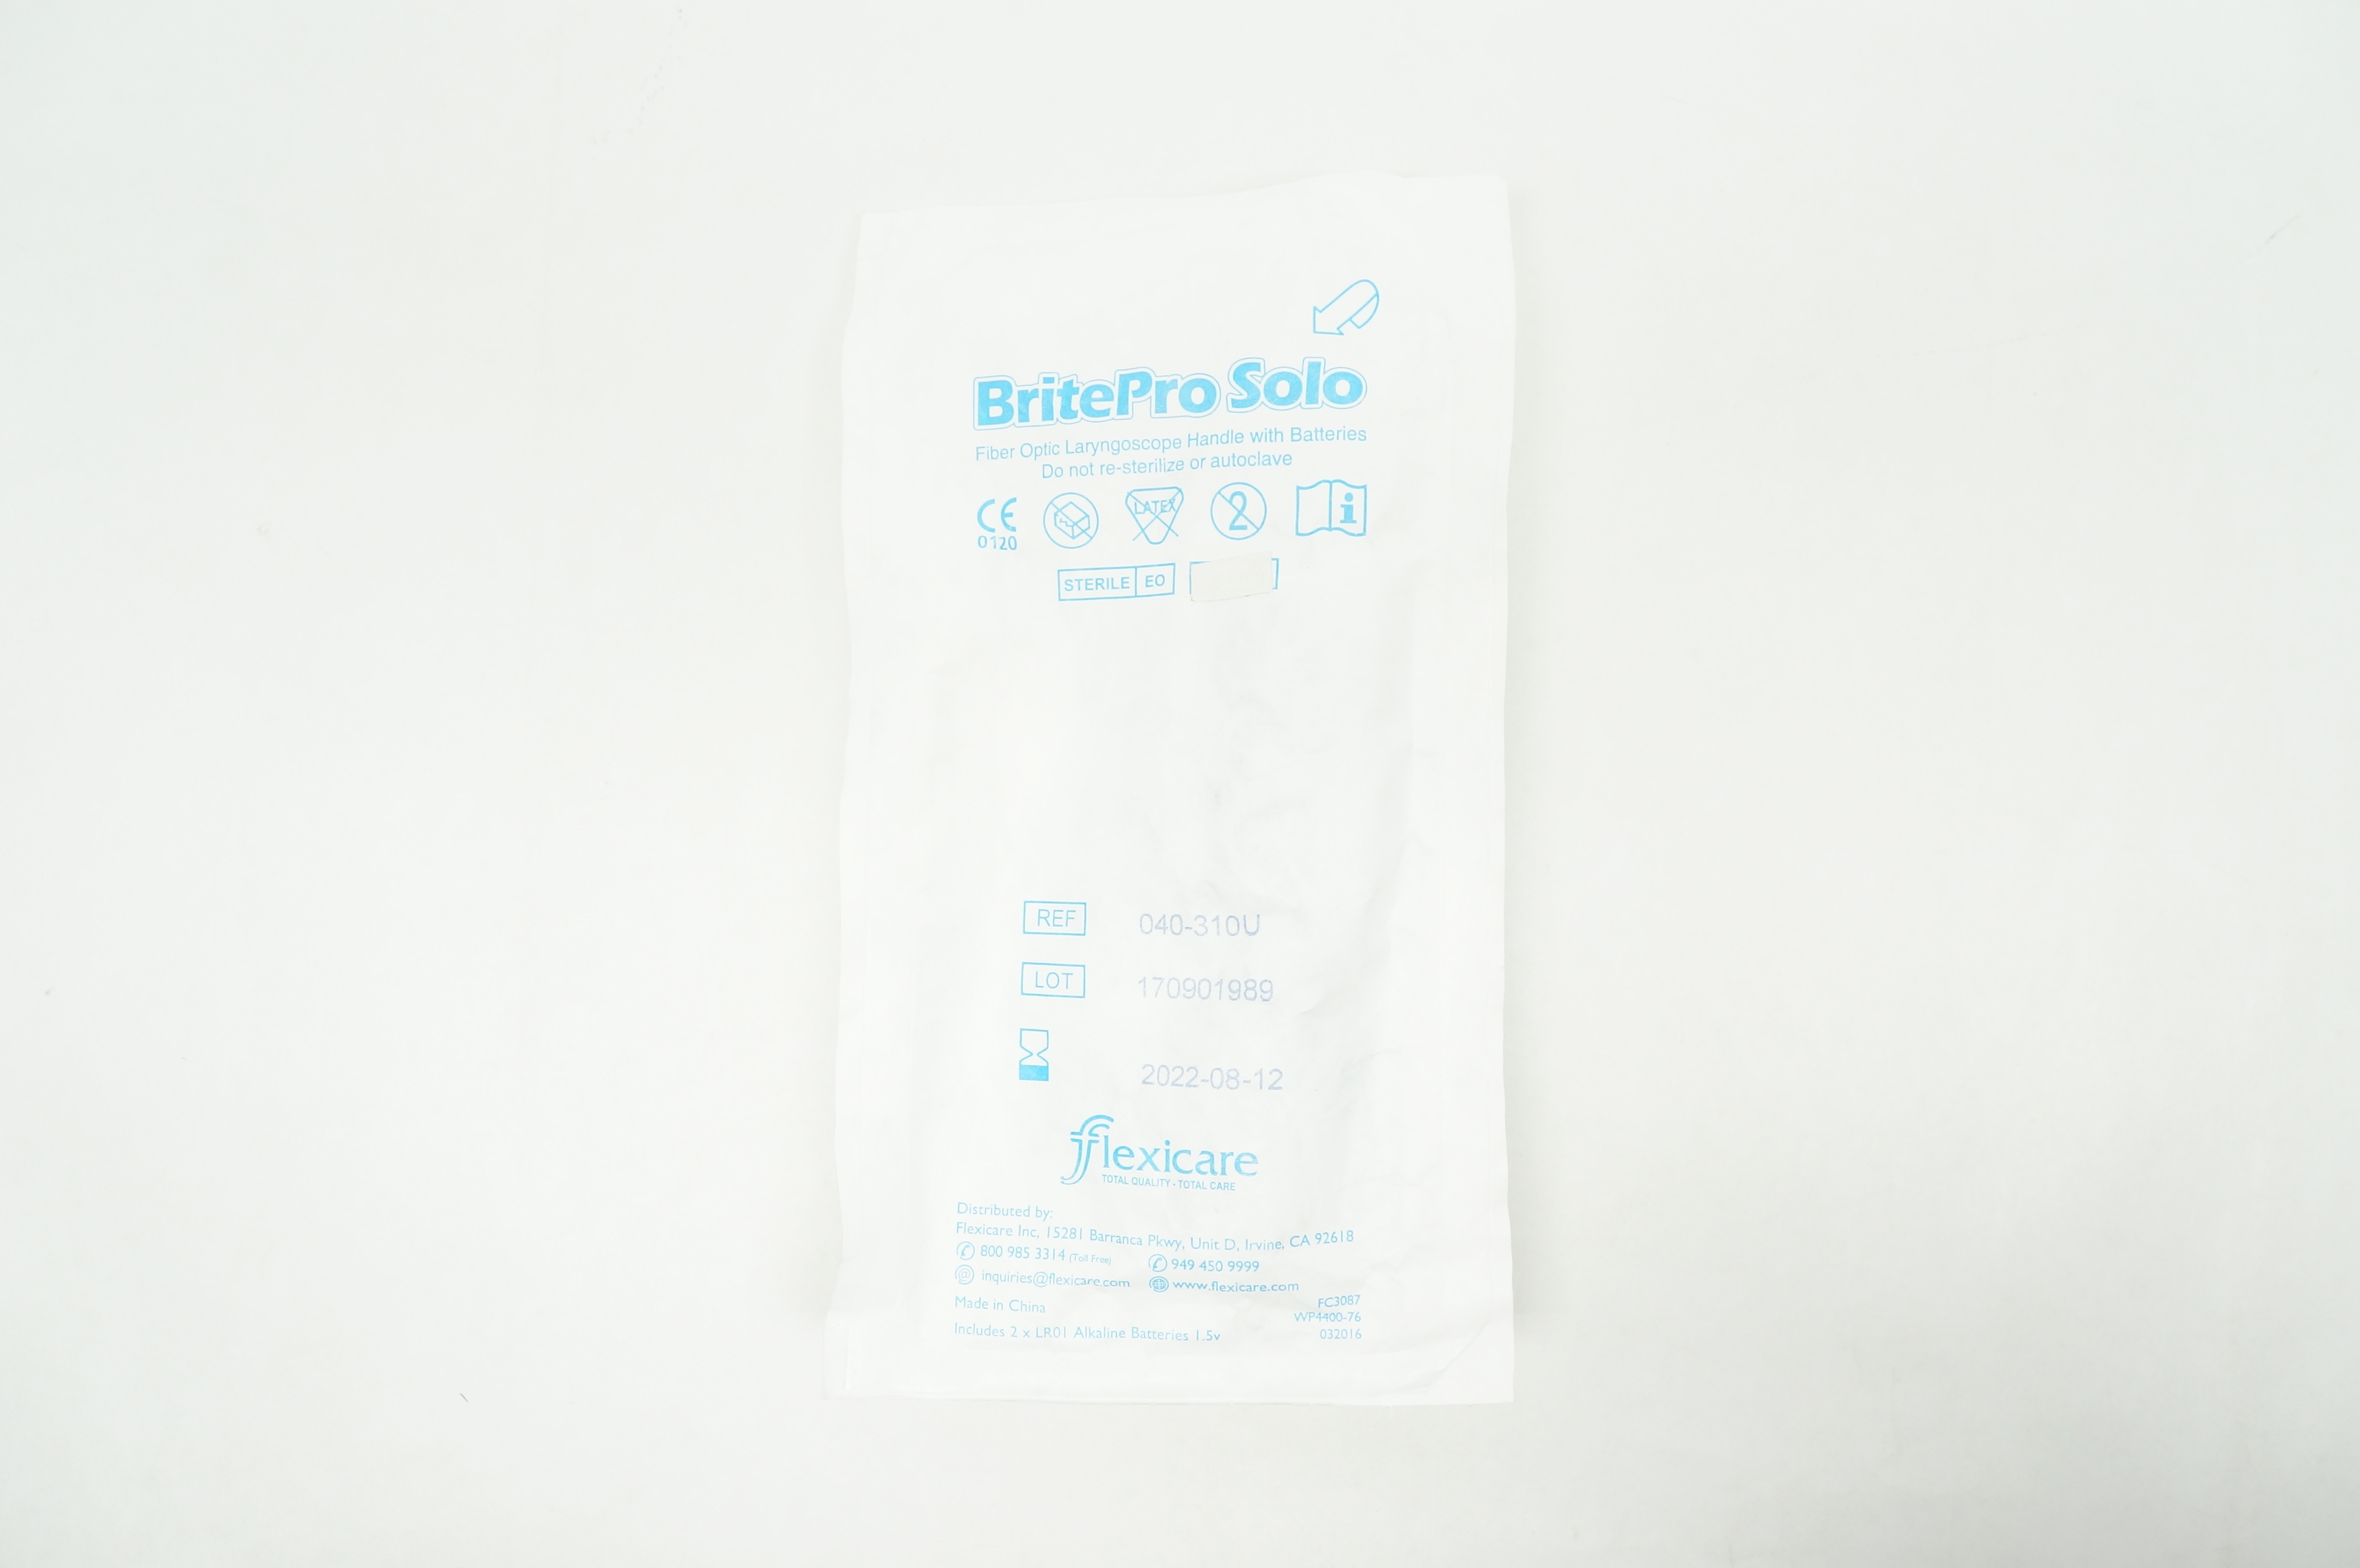 BritePro Solo
Fiber Optic Laryngoscope Handle with Batteries
Do not re-sterilize or autoclave
CE 0120 LATEX 2 i
STERILE EO
REF 040-310U
LOT 170901989
2022-08-12
flexicare
TOTAL QUALITY - TOTAL CARE
Distributed by:
Flexicare Inc, 15281 Barranca Pkwy, Unit D, Irvine, CA 92618
800 985 3314 (Toll Free) 949 450 9999
@ inquiries@flexicare.com www.flexicare.com
Made in China
Includes 2 x LR01 Alkaline Batteries 1.5v
FC3087
WP4400-76
032016